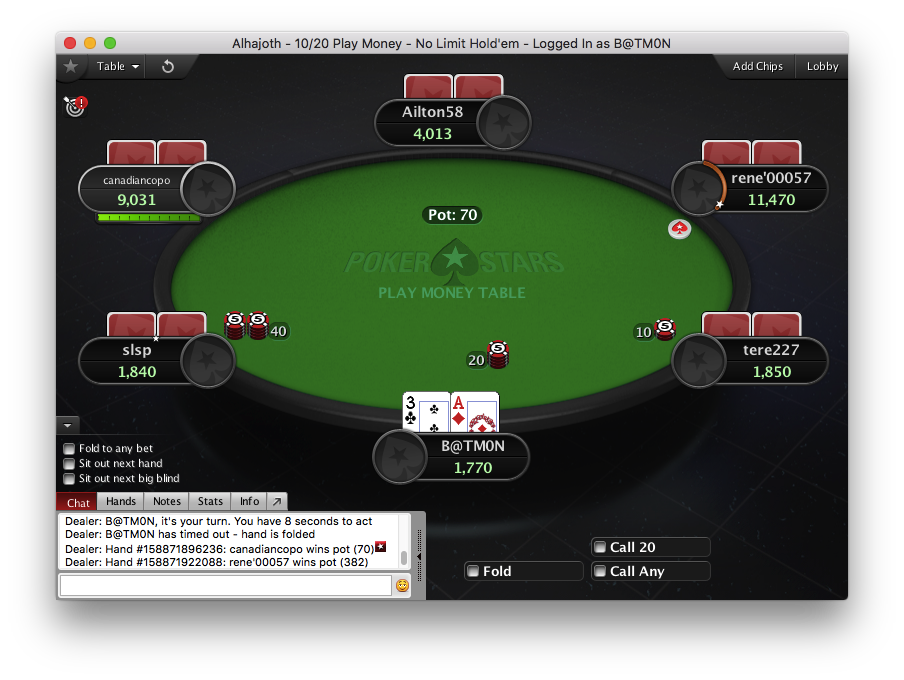 Alhajoth - 10/20 Play Money - No Limit Hold'em - Logged In as B@TM0N
Table
Add Chips
Lobby
Ailton58
4,013
canadiancopo
9,031
rene'00057
11,470
Pot: 70
POKER STARS
PLAY MONEY TABLE
40
10
20
slsp
1,840
tere227
1,850
3
A
B@TM0N
1,770
Fold to any bet
Sit out next hand
Sit out next big blind
Chat
Hands
Notes
Stats
Info
Dealer: B@TM0N, it's your turn. You have 8 seconds to act
Dealer: B@TM0N has timed out - hand is folded
Dealer: Hand #158871896236: canadiancopo wins pot (70)
Dealer: Hand #158871922088: rene'00057 wins pot (382)
Call 20
Fold
Call Any